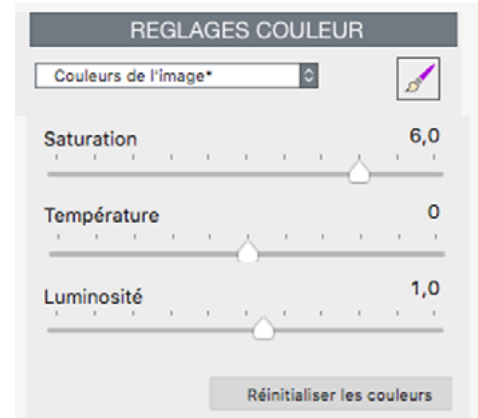 REGLAGES COULEUR
Couleurs de l'image*
Saturation 6,0
Température 0
Luminosité 1,0
Réinitialiser les couleurs